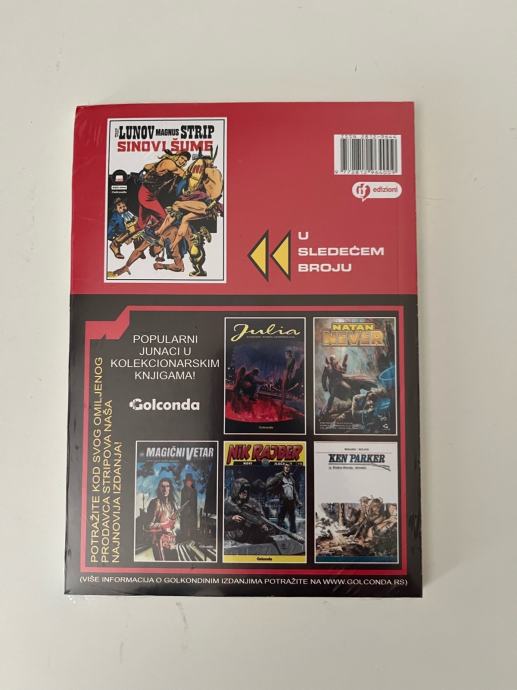 LUNOV MAGNUS STRIP
SINOVI ŠUME
edizioni
U
SLEDEĆEM
BROJU
POPULARNI
JUNACI U
KOLEKCIONARSKIM
KNJIGAMA!
Golconda
POTRAŽITE KOD SVOG OMILJENOG
PRODAVCA STRIPOVA NAŠA
NAJNOVIJA IZDANJA!
Julia
Golconda
NATAN
NEVER
MAGIČNI VETAR
NIK RAJDER
Golconda
KEN PARKER
(VIŠE INFORMACIJA O GOLKONDINIM IZDANJIMA POTRAŽITE NA WWW.GOLCONDA.RS)